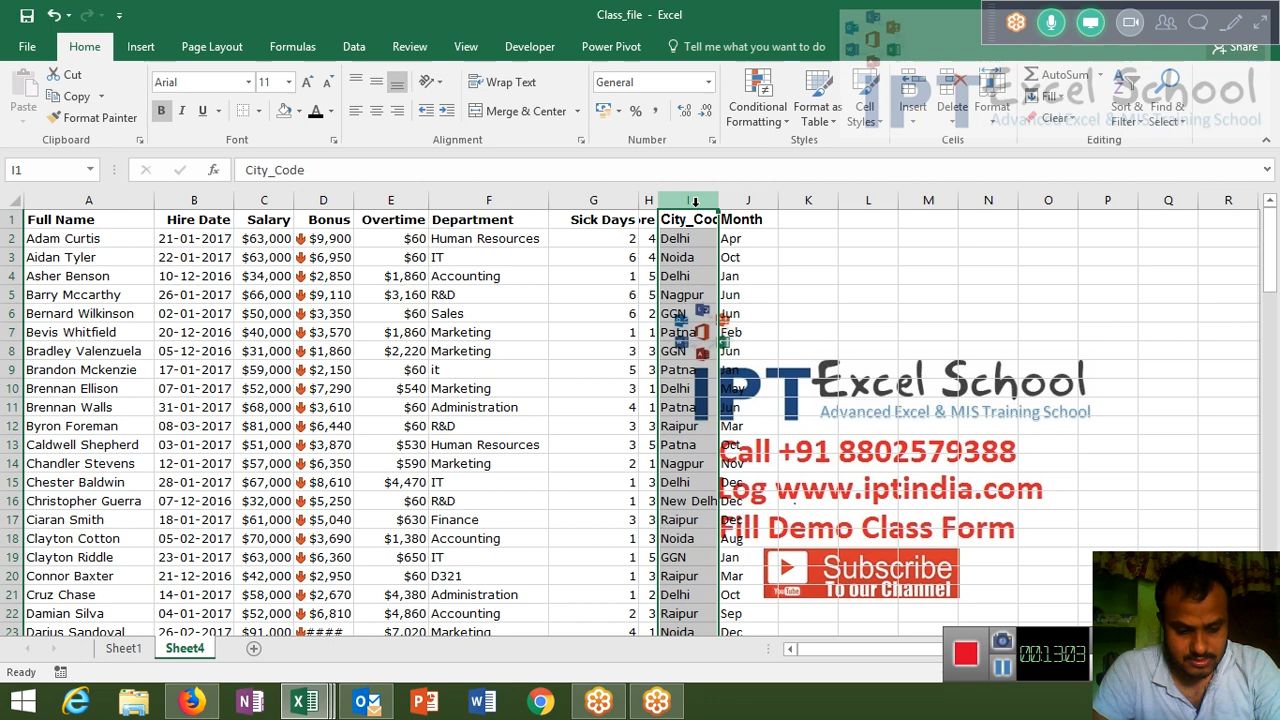 Class_file - Excel
File Home Insert Page Layout Formulas Data Review View Developer Power Pivot Tell me what you want to do Share
Cut
Copy
Format Painter
Paste
Clipboard
Arial 11
B I U
Font
Wrap Text
Merge & Center
Alignment
General
Number
Conditional Formatting
Format as Table
Cell Styles
Styles
Insert Delete Format
Cells
AutoSum
Fill
Clear
Sort & Filter
Find & Select
Editing
IPT Excel School
Advanced Excel & MIS Training School
I1 fx City_Code
A B C D E F G H I J K L M N O P Q R
1 Full Name Hire Date Salary Bonus Overtime Department Sick Days ore City_Cod Month
2 Adam Curtis 21-01-2017 $63,000 $9,900 $60 Human Resources 2 4 Delhi Apr
3 Aidan Tyler 22-01-2017 $63,000 $6,950 $60 IT 6 4 Noida Oct
4 Asher Benson 10-12-2016 $34,000 $2,850 $1,860 Accounting 1 5 Delhi Jan
5 Barry Mccarthy 26-01-2017 $66,000 $9,110 $3,160 R&D 6 5 Nagpur Jun
6 Bernard Wilkinson 02-01-2017 $50,000 $3,350 $60 Sales 6 2 GGN Jun
7 Bevis Whitfield 20-12-2016 $40,000 $3,570 $1,860 Marketing 1 1 Patna Feb
8 Bradley Valenzuela 05-12-2016 $31,000 $1,860 $2,220 Marketing 3 3 GGN Jun
9 Brandon Mckenzie 17-01-2017 $59,000 $2,150 $60 it 5 3 Patna Jan
10 Brennan Ellison 07-01-2017 $52,000 $7,290 $540 Marketing 3 1 Delhi May
11 Brennan Walls 31-01-2017 $68,000 $3,610 $60 Administration 4 1 Patna Jun
12 Byron Foreman 08-03-2017 $81,000 $6,440 $60 R&D 3 3 Raipur Mar
13 Caldwell Shepherd 03-01-2017 $51,000 $3,870 $530 Human Resources 2 3 Patna Oct
14 Chandler Stevens 12-01-2017 $57,000 $6,350 $590 Marketing 2 1 Nagpur Nov
15 Chester Baldwin 28-01-2017 $67,000 $8,610 $4,470 IT 1 3 Delhi Dec
16 Christopher Guerra 07-12-2016 $32,000 $5,250 $60 R&D 1 3 New Delh Dec
17 Ciaran Smith 18-01-2017 $61,000 $5,040 $630 Finance 3 3 Raipur Dec
18 Clayton Cotton 05-02-2017 $70,000 $3,690 $1,380 Accounting 1 3 Noida Aug
19 Clayton Riddle 23-01-2017 $63,000 $6,360 $650 IT 1 5 GGN Jan
20 Connor Baxter 21-12-2016 $42,000 $2,950 $60 D321 1 3 Raipur Mar
21 Cruz Chase 14-01-2017 $58,000 $2,670 $4,380 Administration 1 2 Delhi Oct
22 Damian Silva 04-01-2017 $52,000 $6,810 $4,860 Accounting 2 3 Raipur Sep
23 Darius Sandoval 26-02-2017 $91,000 #### $7,020 Marketing 4 1 Noida Dec
IPT Excel School
Advanced Excel & MIS Training School
Call +91 8802579388
Log www.iptindia.com
Fill Demo Class Form
Subscribe
YouTube To our Channel
Sheet1 Sheet4
Ready
00:13:03